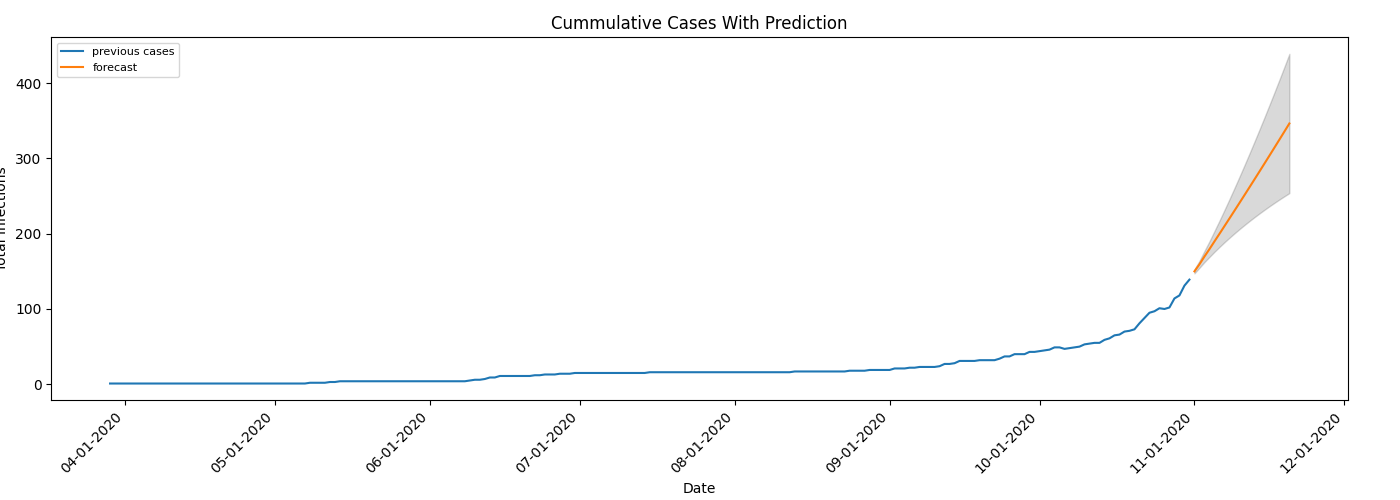 Cummulative Cases With Prediction
previous cases
forecast
400
300
200
100
0
Total Infections
04-01-2020
05-01-2020
06-01-2020
07-01-2020
08-01-2020
09-01-2020
10-01-2020
11-01-2020
12-01-2020
Date